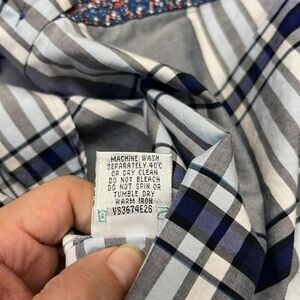 MACHINE WASH
SEPARATELY 40°C
OR DRY CLEAN
DO NOT BLEACH
DO NOT SPIN OR
TUMBLE DRY
WARM IRON
VS3674E26